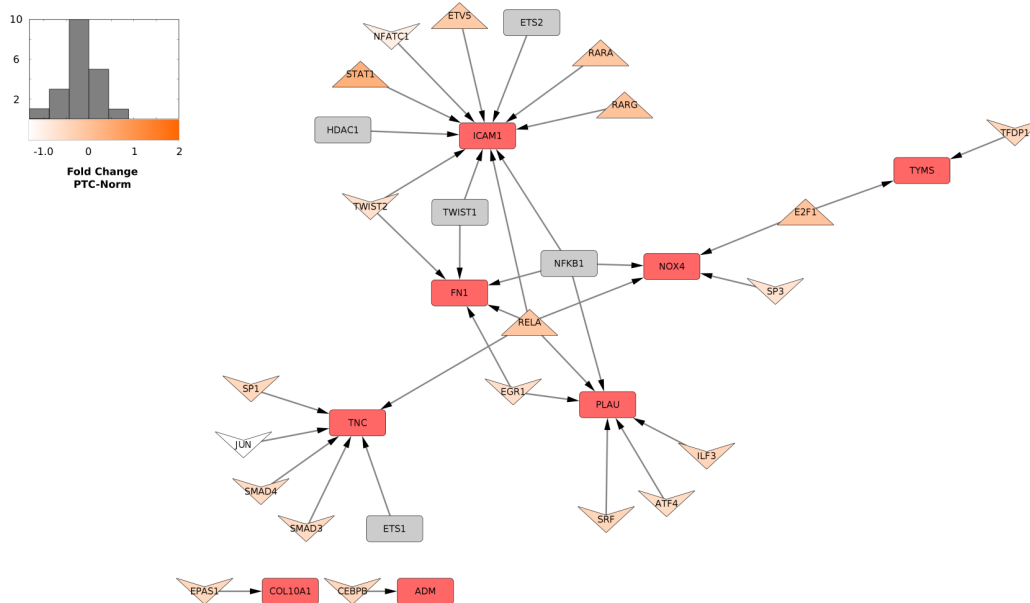 10
6
2
-1.0 0 2
Fold Change
PTC-Norm
ETV5
ETS2
NFATC1
RARA
STAT1
RARG
HDAC1
ICAM1
TFDP1
TYMS
TWIST2
TWIST1
E2F1
NFKB1
NOX4
FN1
SP3
RELA
SP1
EGR1
PLAU
TNC
JUN
ILF3
SMAD4
ATF4
SMAD3
ETS1
SRF
EPAS1
COL10A1
CEBPB
ADM